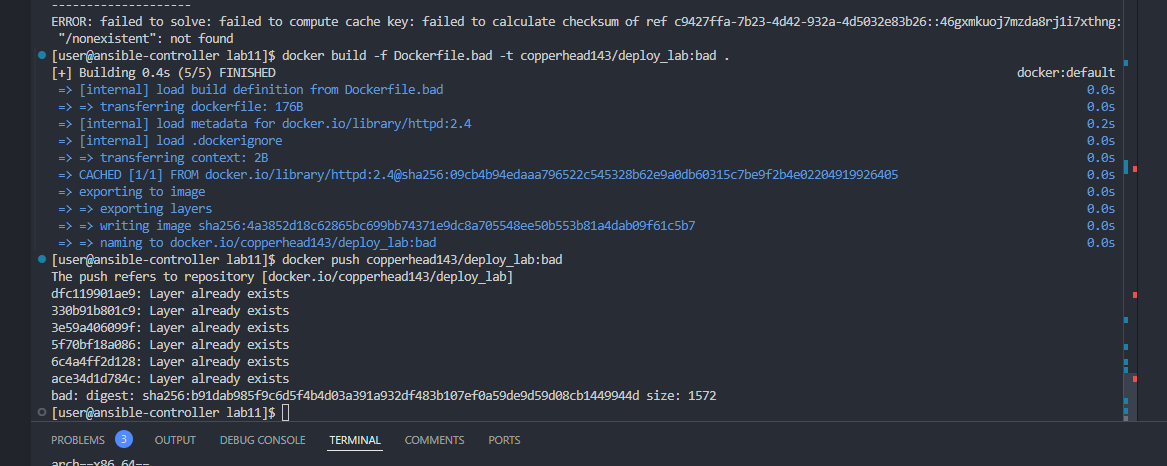 --------------------
ERROR: failed to solve: failed to compute cache key: failed to calculate checksum of ref c9427ffa-7b23-4d42-932a-4d5032e83b26::46gxmkuoj7mzda8rj1i7xthng:
"/nonexistent": not found
[user@ansible-controller lab11]$ docker build -f Dockerfile.bad -t copperhead143/deploy_lab:bad .
[+] Building 0.4s (5/5) FINISHED docker:default
=> [internal] load build definition from Dockerfile.bad 0.0s
=> => transferring dockerfile: 176B 0.0s
=> [internal] load metadata for docker.io/library/httpd:2.4 0.2s
=> [internal] load .dockerignore 0.0s
=> => transferring context: 2B 0.0s
=> CACHED [1/1] FROM docker.io/library/httpd:2.4@sha256:09cb4b94edaaa796522c545328b62e9a0db60315c7be9f2b4e02204919926405 0.0s
=> exporting to image 0.0s
=> => exporting layers 0.0s
=> => writing image sha256:4a3852d18c62865bc699bb74371e9dc8a705548ee50b553b81a4dab09f61c5b7 0.0s
=> => naming to docker.io/copperhead143/deploy_lab:bad 0.0s
[user@ansible-controller lab11]$ docker push copperhead143/deploy_lab:bad
The push refers to repository [docker.io/copperhead143/deploy_lab]
dfc119901ae9: Layer already exists
330b91b801c9: Layer already exists
3e59a406099f: Layer already exists
5f70bf18a086: Layer already exists
6c4a4ff2d128: Layer already exists
ace34d1d784c: Layer already exists
bad: digest: sha256:b91dab985f9c6d5f4b4d03a391a932df483b107ef0a59de9d59d08cb1449944d size: 1572
[user@ansible-controller lab11]$
PROBLEMS 3 OUTPUT DEBUG CONSOLE TERMINAL COMMENTS PORTS
arch==x86_64==